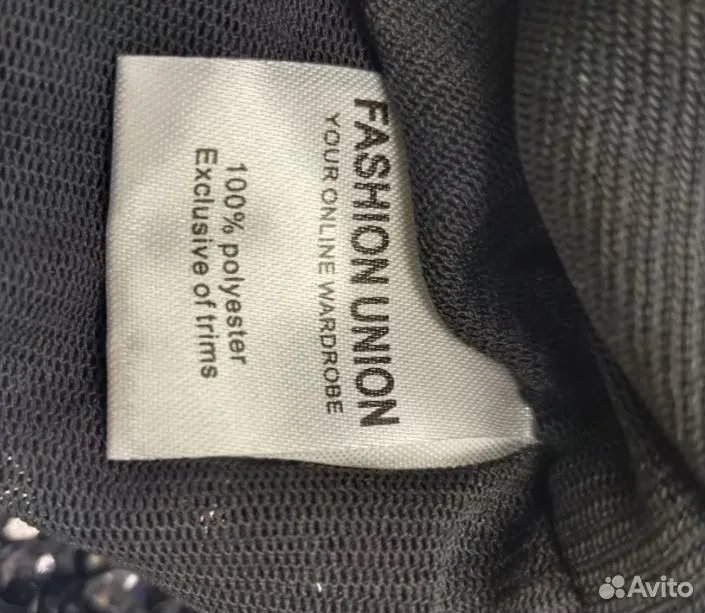 FASHION UNION
YOUR ONLINE WARDROBE
100% polyester
Exclusive of trims
Avito